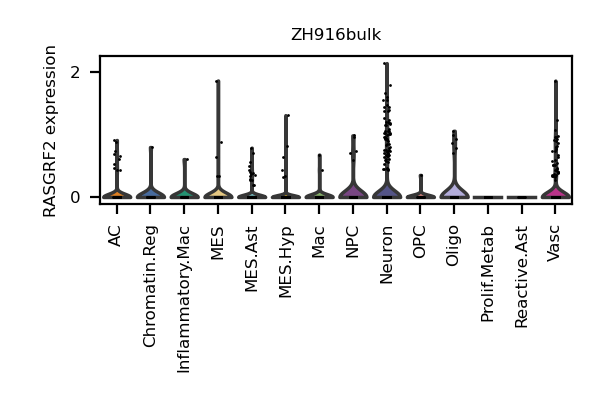 ZH916bulk
RASGRF2 expression
2
0
AC
Chromatin.Reg
Inflammatory.Mac
MES
MES.Ast
MES.Hyp
Mac
NPC
Neuron
OPC
Oligo
Prolif.Metab
Reactive.Ast
Vasc